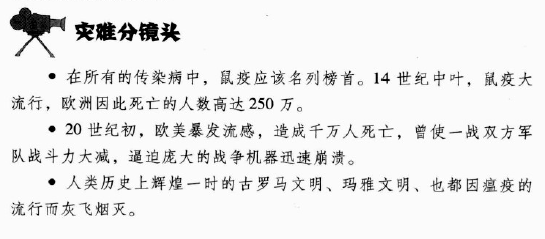 灾难分镜头
● 在所有的传染病中，鼠疫应该名列榜首。14 世纪中叶，鼠疫大
流行，欧洲因此死亡的人数高达 250 万。
● 20 世纪初，欧美暴发流感，造成千万人死亡，曾使一战双方军
队战斗力大减，逼迫庞大的战争机器迅速崩溃。
● 人类历史上辉煌一时的古罗马文明、玛雅文明、也都因瘟疫的
流行而灰飞烟灭。